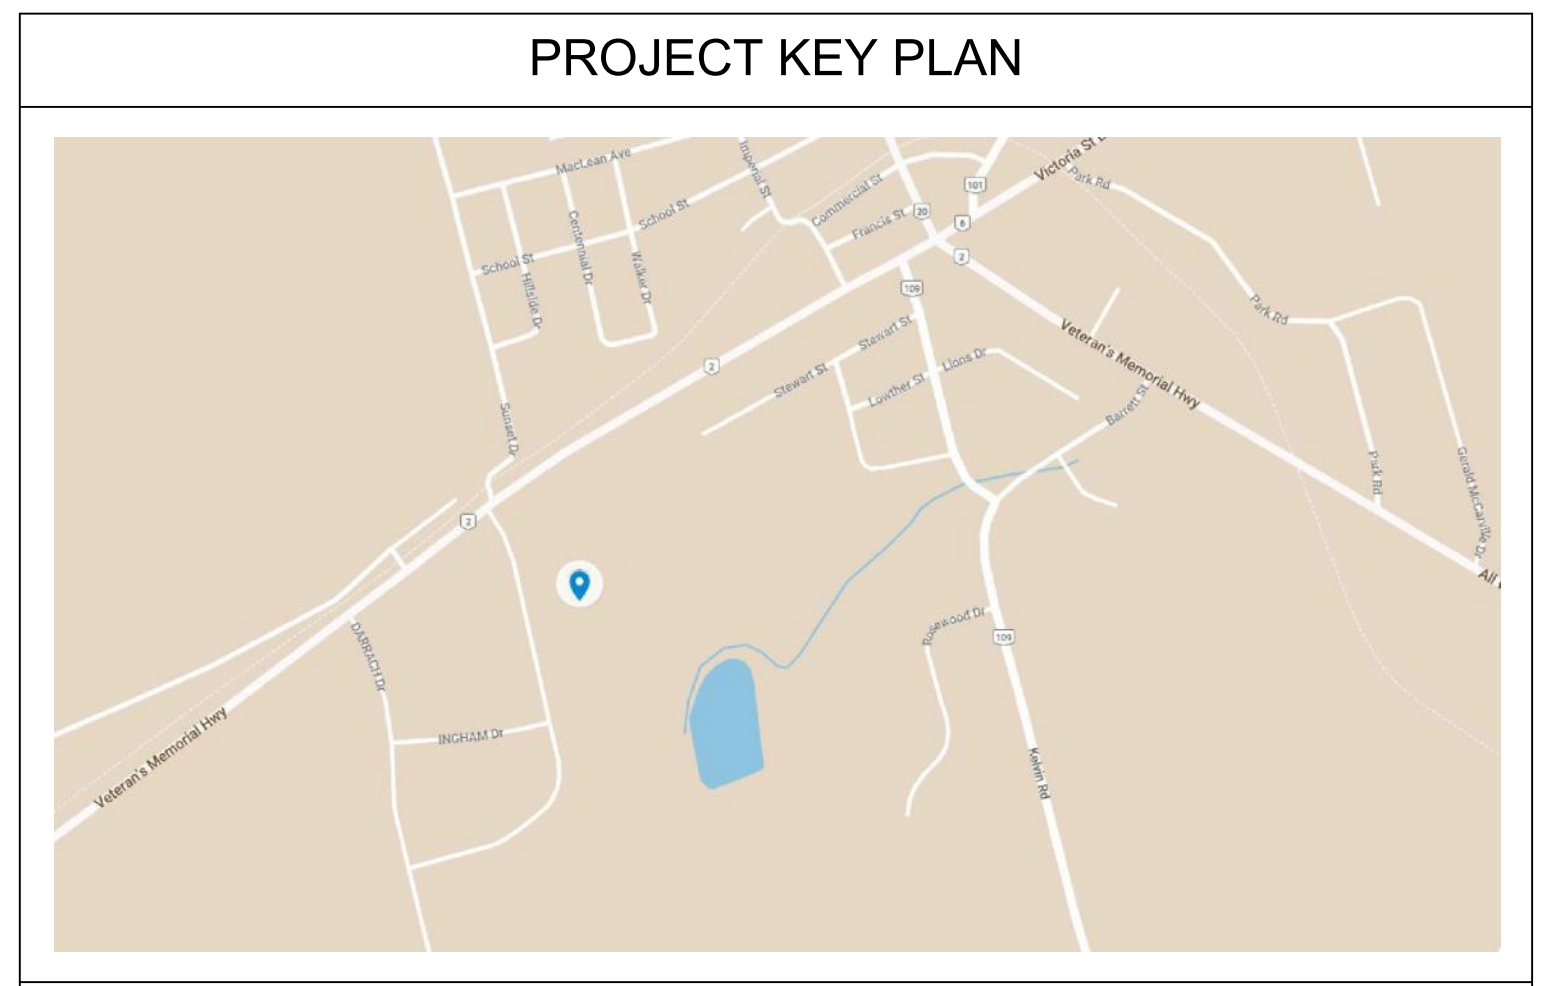 PROJECT KEY PLAN
MacLean Ave
Imperial St
Victoria St
Park Rd
101
Commercial St
School St
Francis St
20
6
Centennial Dr
2
School St
Hillside Dr
Walker Dr
109
Park Rd
Stewart St
Veteran's Memorial Hwy
2
Lions Dr
Stewart St
Lowther St
Barrett St
Sunset Dr
Park Rd
Gerald McCarville Dr
2
All
Rosewood Dr
109
DARRACH Dr
INGHAM Dr
Veteran's Memorial Hwy
Kelvin Rd